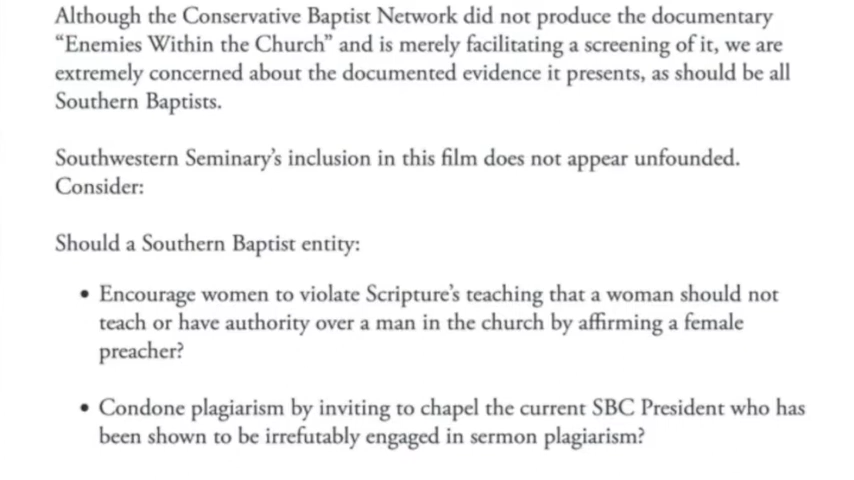 Although the Conservative Baptist Network did not produce the documentary
“Enemies Within the Church” and is merely facilitating a screening of it, we are
extremely concerned about the documented evidence it presents, as should be all
Southern Baptists.
Southwestern Seminary’s inclusion in this film does not appear unfounded.
Consider:
Should a Southern Baptist entity:
• Encourage women to violate Scripture’s teaching that a woman should not
teach or have authority over a man in the church by affirming a female
preacher?
• Condone plagiarism by inviting to chapel the current SBC President who has
been shown to be irrefutably engaged in sermon plagiarism?